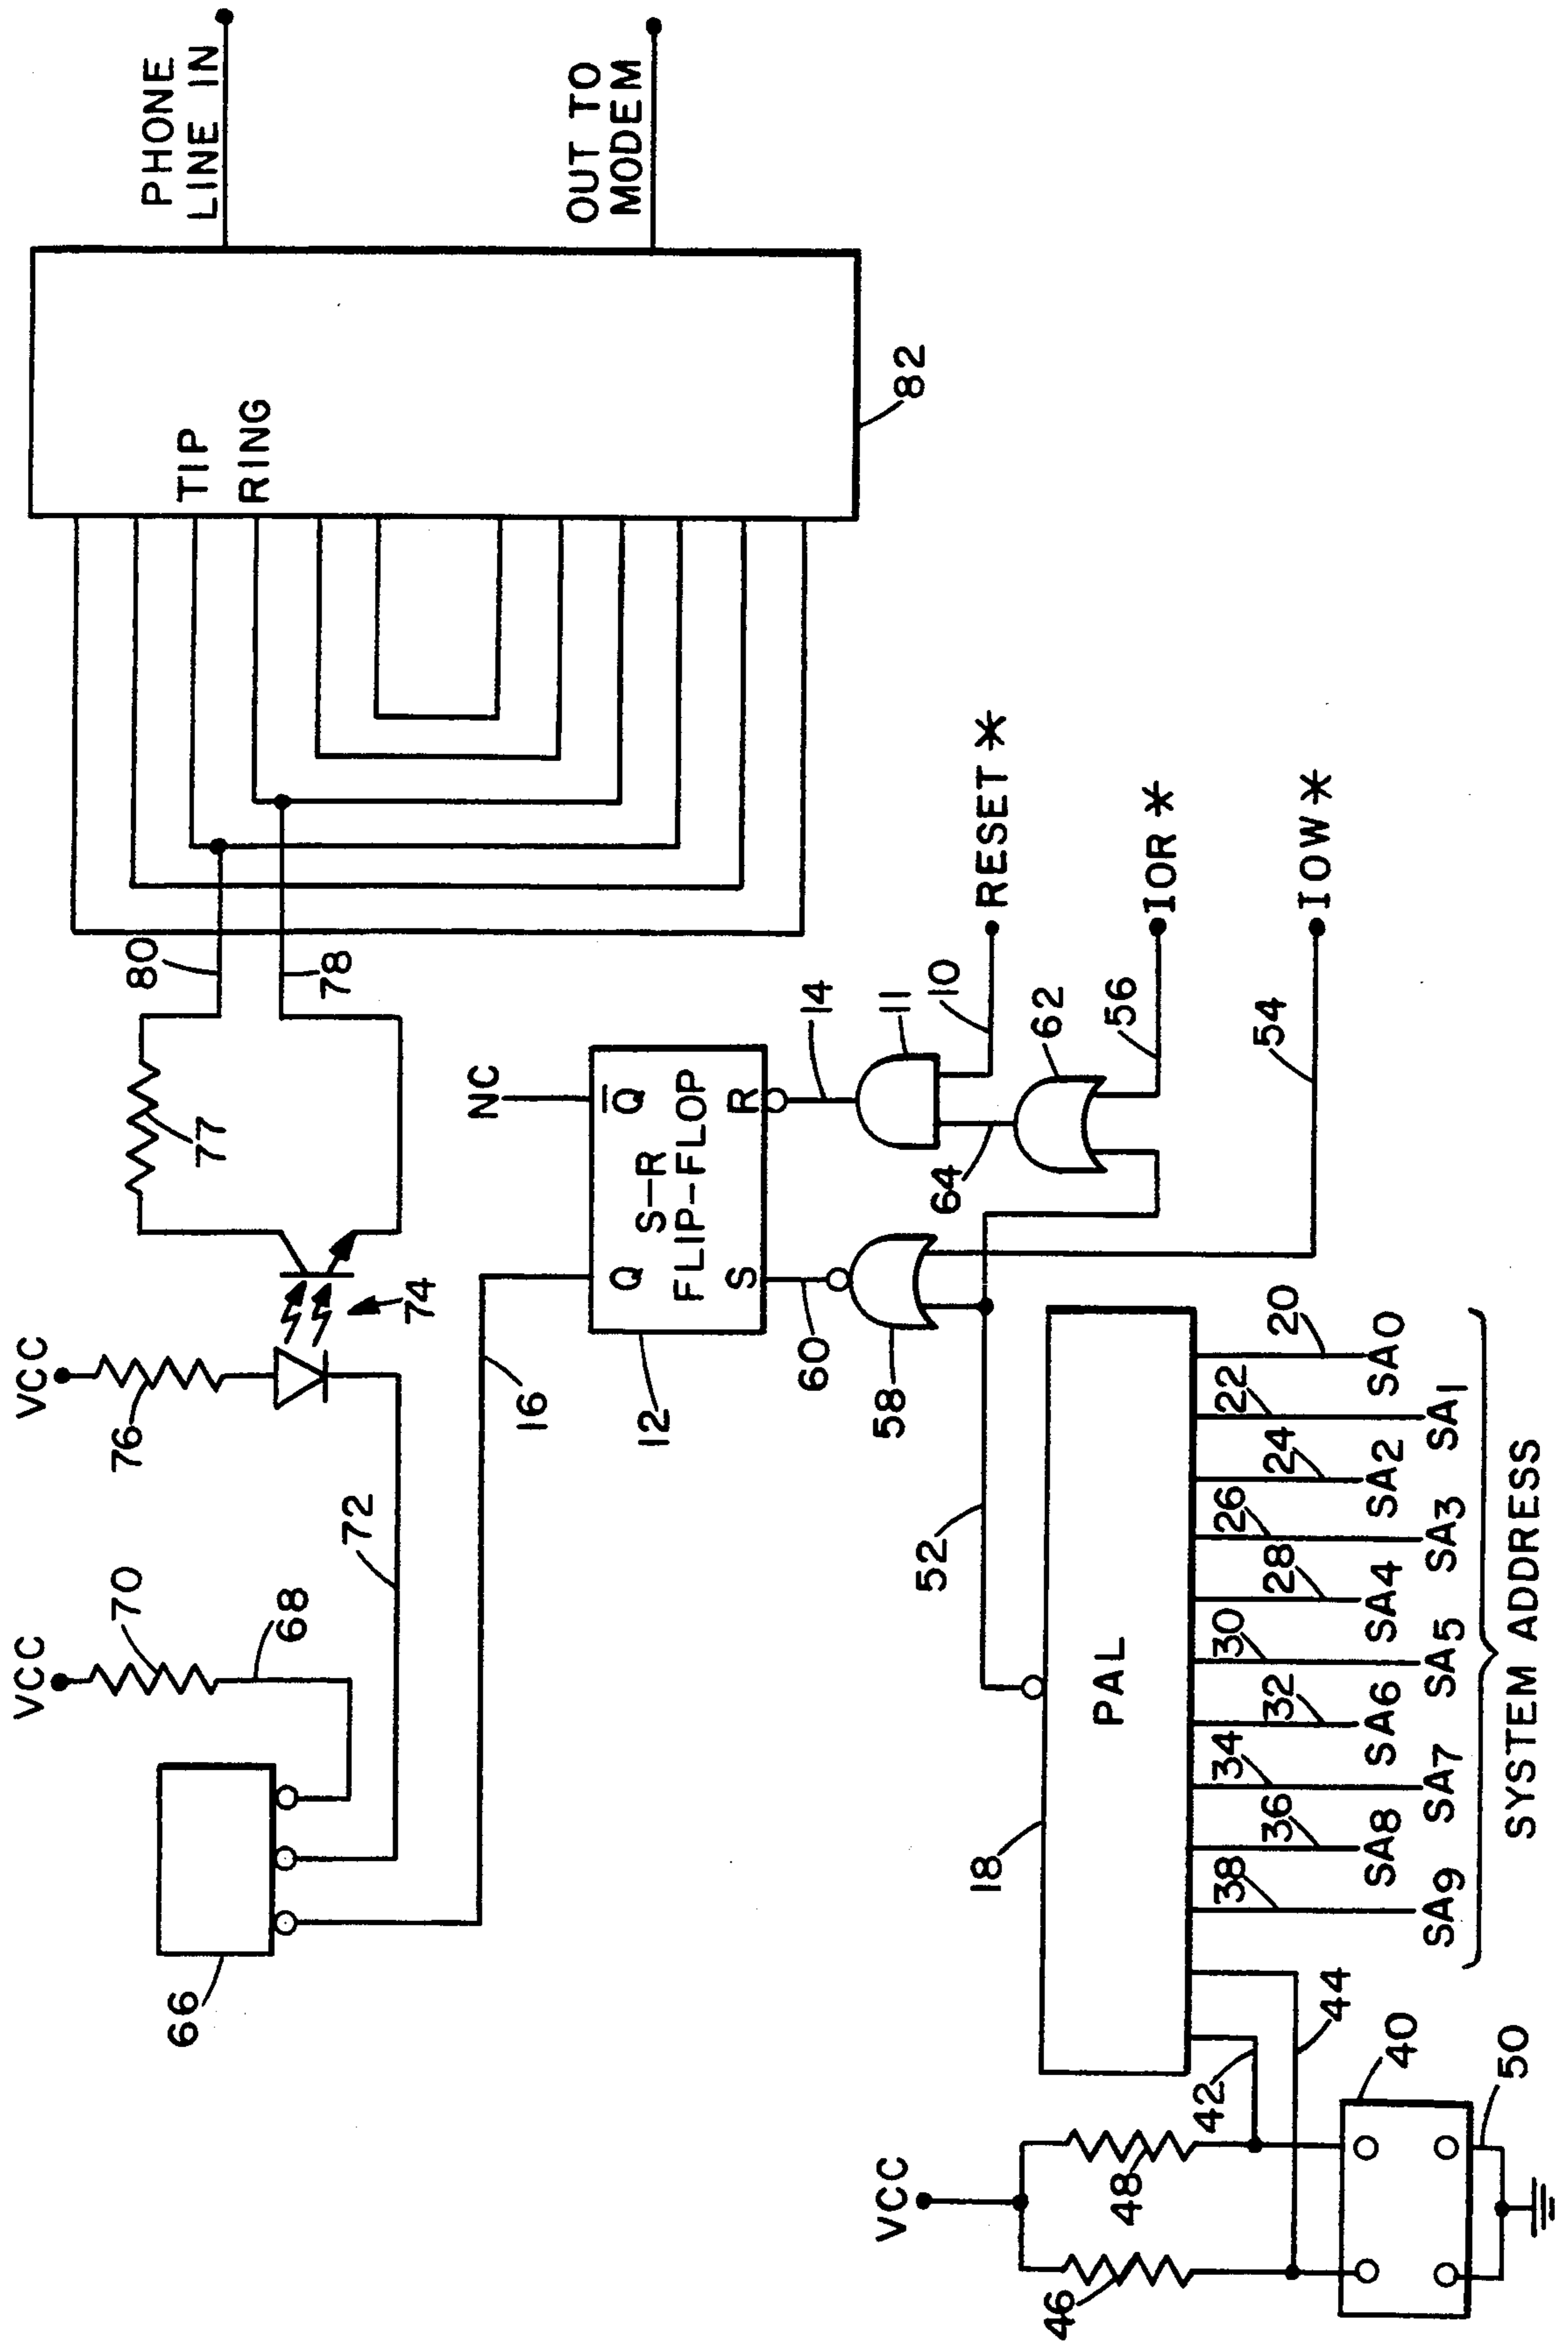 VCC
70
68
66
72
VCC
76
74
77
80
78
TIP
RING
PHONE
LINE IN
OUT TO
MODEM
82
16
12
NC
Q
Q̅
S-R
FLIP-FLOP
S
R
60
58
14
11
10
RESET *
64
62
56
IOR *
54
IOW *
52
18
PAL
VCC
46
48
42
44
40
50
38
36
34
32
30
28
26
24
22
20
SA9
SA8
SA7
SA6
SA5
SA4
SA3
SA2
SA1
SA0
SYSTEM ADDRESS